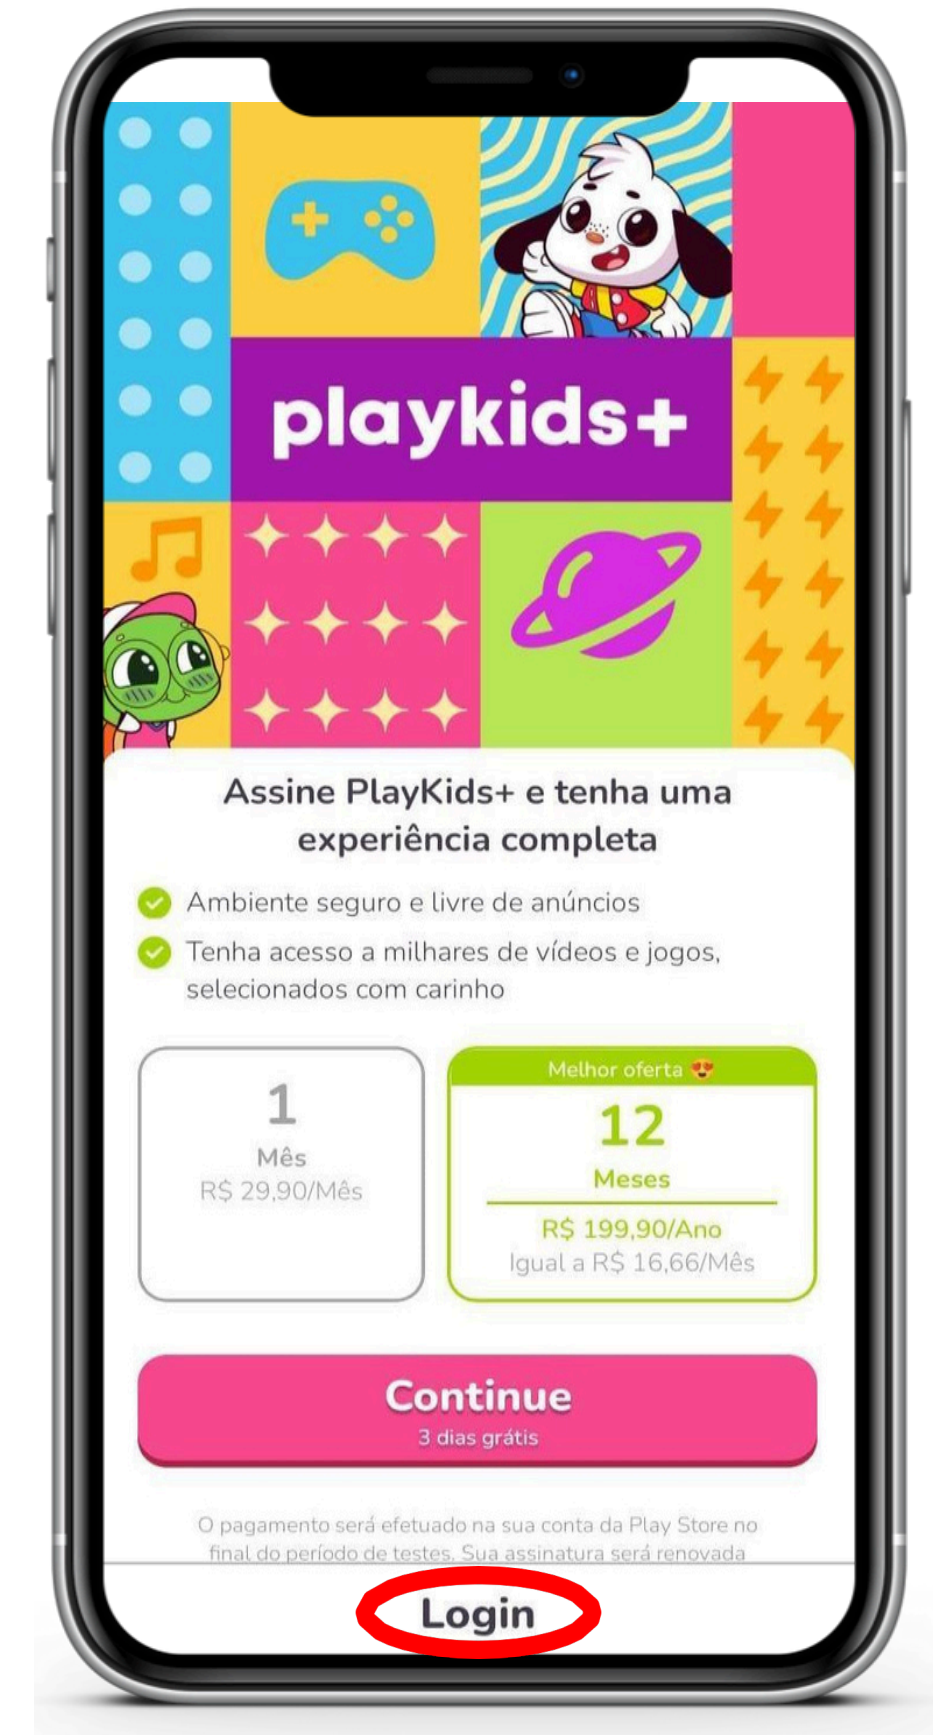 playkids+
Assine PlayKids+ e tenha uma
experiência completa
Ambiente seguro e livre de anúncios
Tenha acesso a milhares de vídeos e jogos,
selecionados com carinho
1
Mês
R$ 29,90/Mês
Melhor oferta 😍
12
Meses
R$ 199,90/Ano
Igual a R$ 16,66/Mês
Continue
3 dias grátis
O pagamento será efetuado na sua conta da Play Store no
final do período de testes. Sua assinatura será renovada
Login